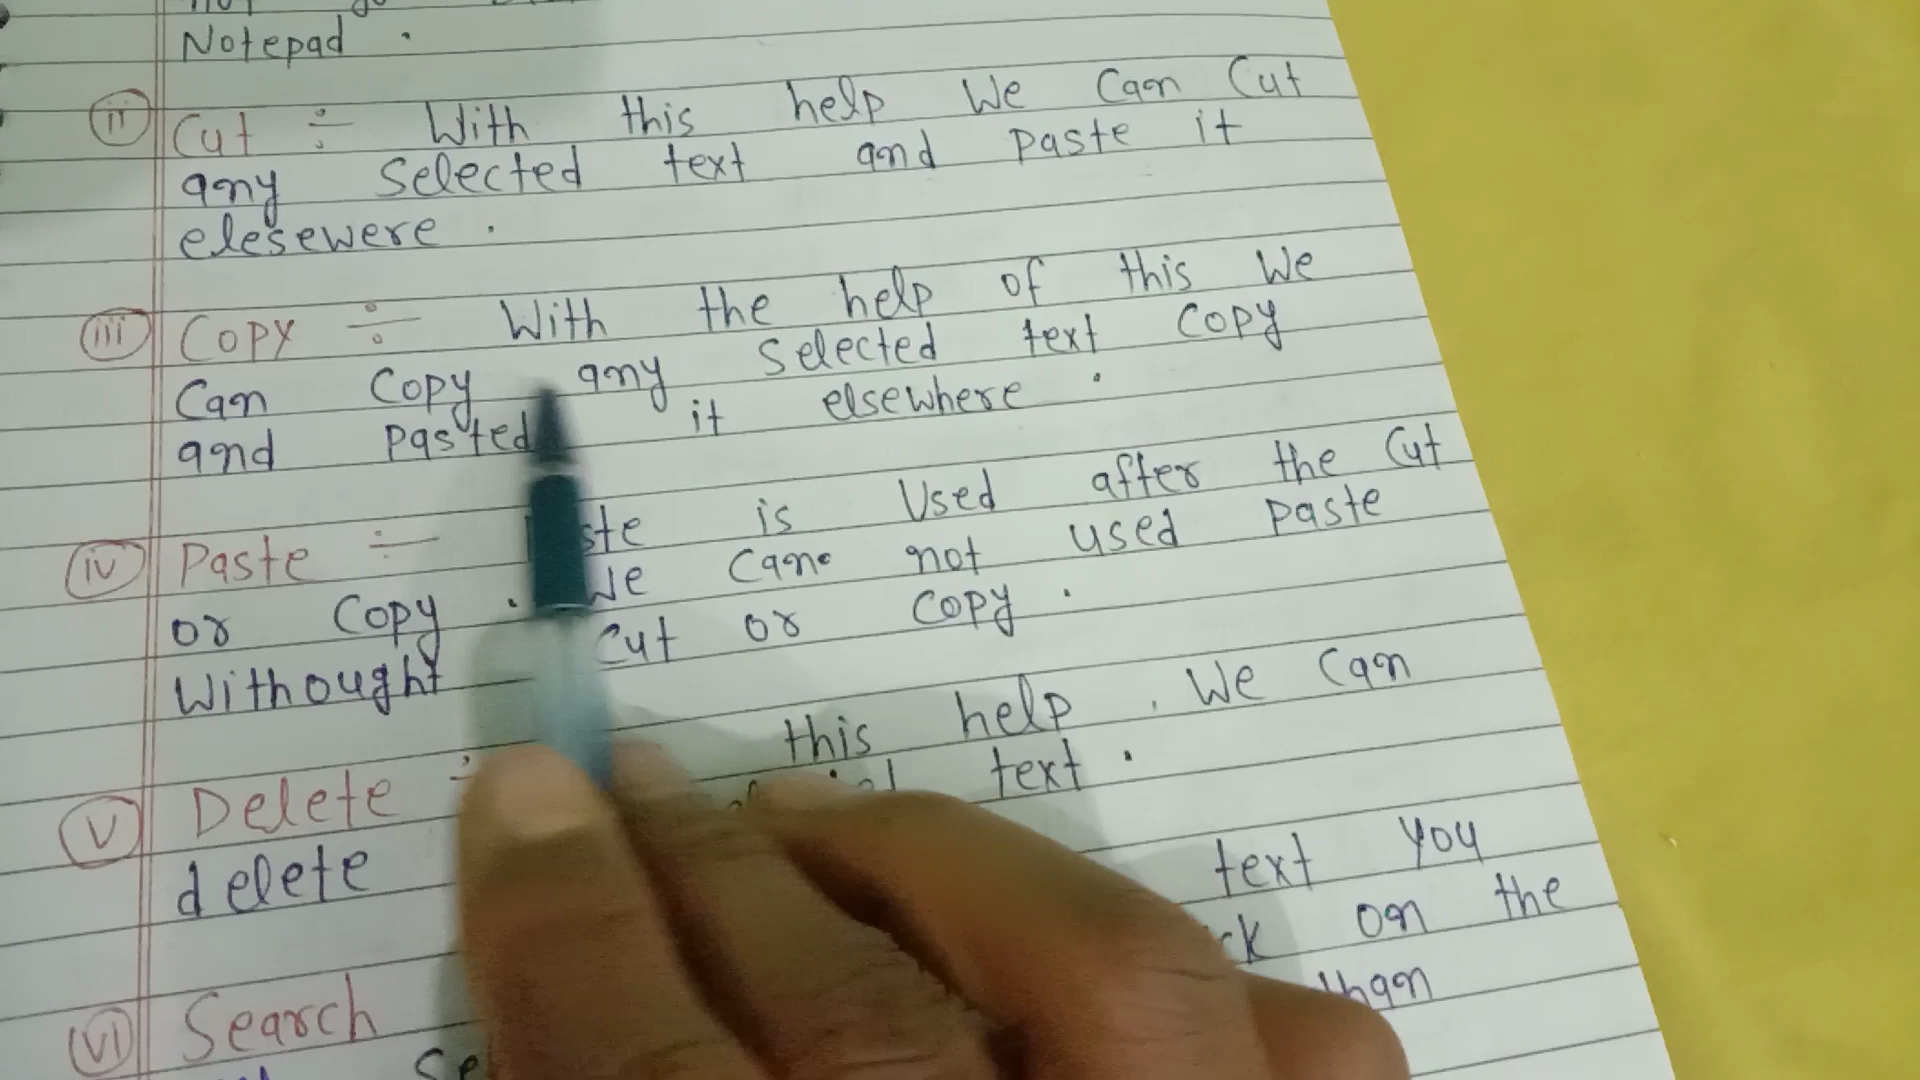 Notepad .
(ii) Cut ÷ With this help We Can Cut
any Selected text and paste it
elesewere .
(iii) Copy ÷ With the help of this We
Can Copy any Selected text Copy
and pasted it elsewhere .
(iv) Paste ÷ is Used after the Cut
or Copy . We Cane not used paste
Withought Cut or Copy .
(v) Delete ÷ this help . We Can
delete text .
text you
on the
(vi) Search than